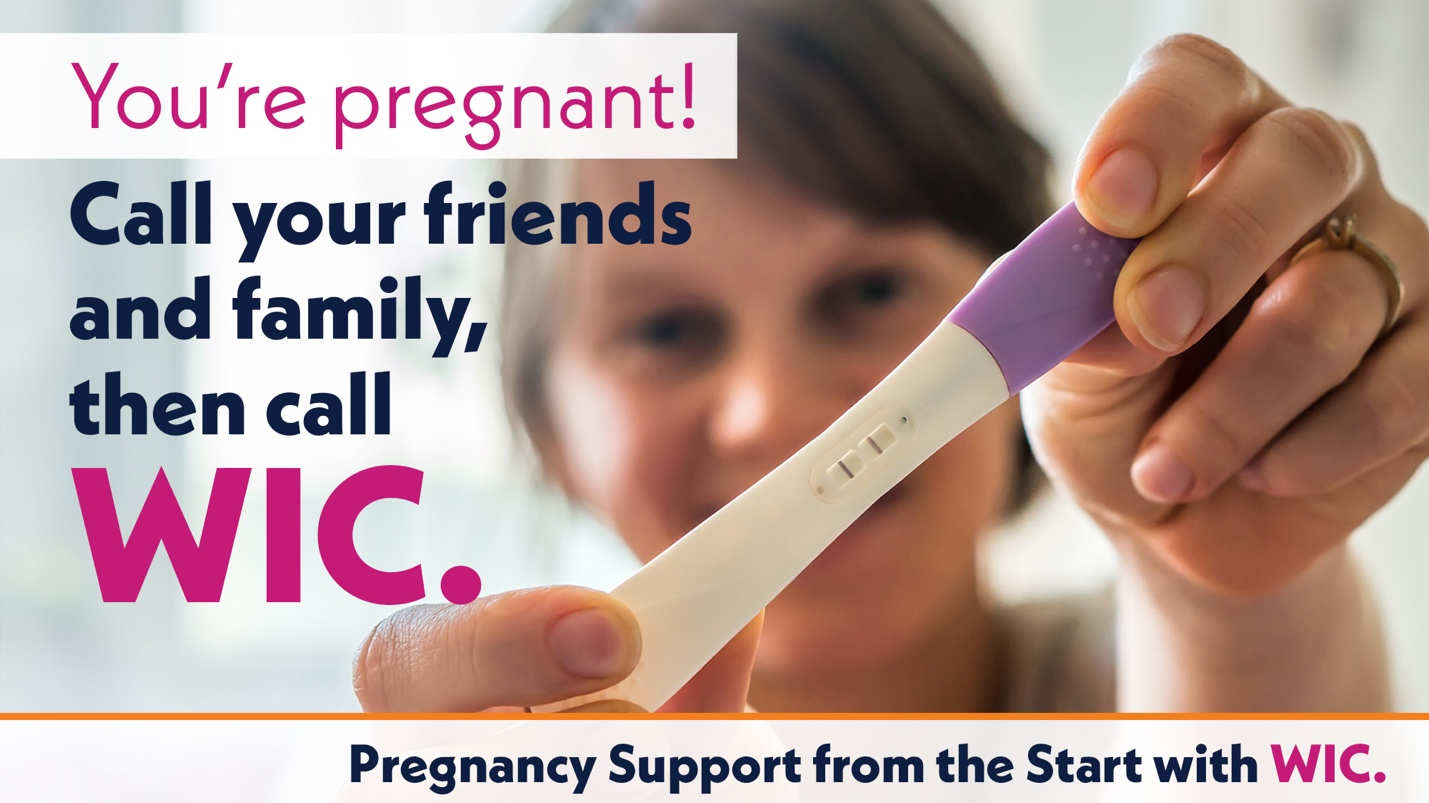 You’re pregnant!
Call your friends
and family,
then call
WIC.
Pregnancy Support from the Start with WIC.